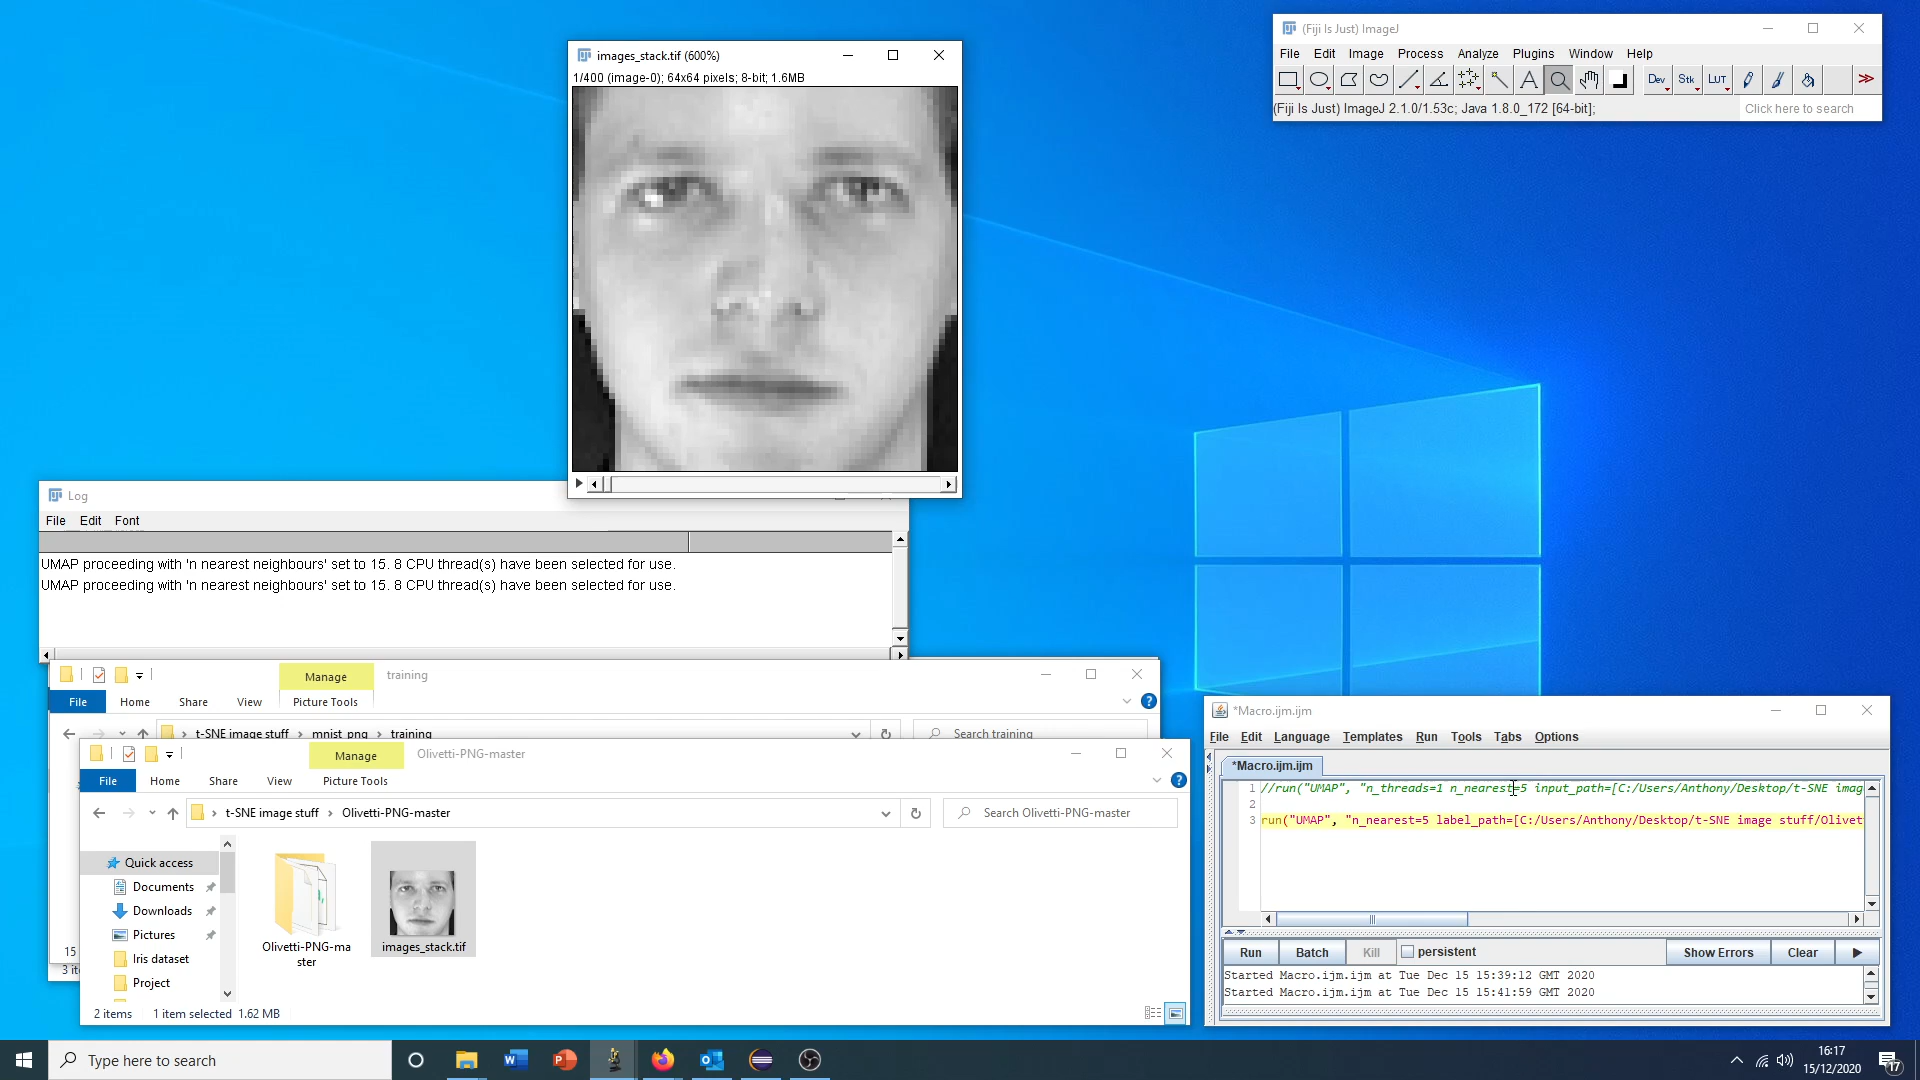 images_stack.tif (600%)
1/400 (image-0); 64x64 pixels; 8-bit; 1.6MB
(Fiji Is Just) ImageJ
File Edit Image Process Analyze Plugins Window Help
Dev Stk LUT
(Fiji Is Just) ImageJ 2.1.0/1.53c; Java 1.8.0_172 [64-bit];
Click here to search
Log
File Edit Font
UMAP proceeding with 'n nearest neighbours' set to 15. 8 CPU thread(s) have been selected for use.
UMAP proceeding with 'n nearest neighbours' set to 15. 8 CPU thread(s) have been selected for use.
Manage training
File Home Share View Picture Tools
t-SNE image stuff › mnist_png › training
Search training
Manage Olivetti-PNG-master
File Home Share View Picture Tools
t-SNE image stuff › Olivetti-PNG-master
Search Olivetti-PNG-master
Quick access
Documents
Downloads
Pictures
Iris dataset
Project
Olivetti-PNG-ma
ster
images_stack.tif
15
3 it
2 items 1 item selected 1.62 MB
*Macro.ijm.ijm
File Edit Language Templates Run Tools Tabs Options
*Macro.ijm.ijm
1 //run("UMAP", "n_threads=1 n_nearest=5 input_path=[C:/Users/Anthony/Desktop/t-SNE imag
2
3 run("UMAP", "n_nearest=5 label_path=[C:/Users/Anthony/Desktop/t-SNE image stuff/Olivet
Run Batch Kill persistent Show Errors Clear
Started Macro.ijm.ijm at Tue Dec 15 15:39:12 GMT 2020
Started Macro.ijm.ijm at Tue Dec 15 15:41:59 GMT 2020
Type here to search
16:17
15/12/2020
17